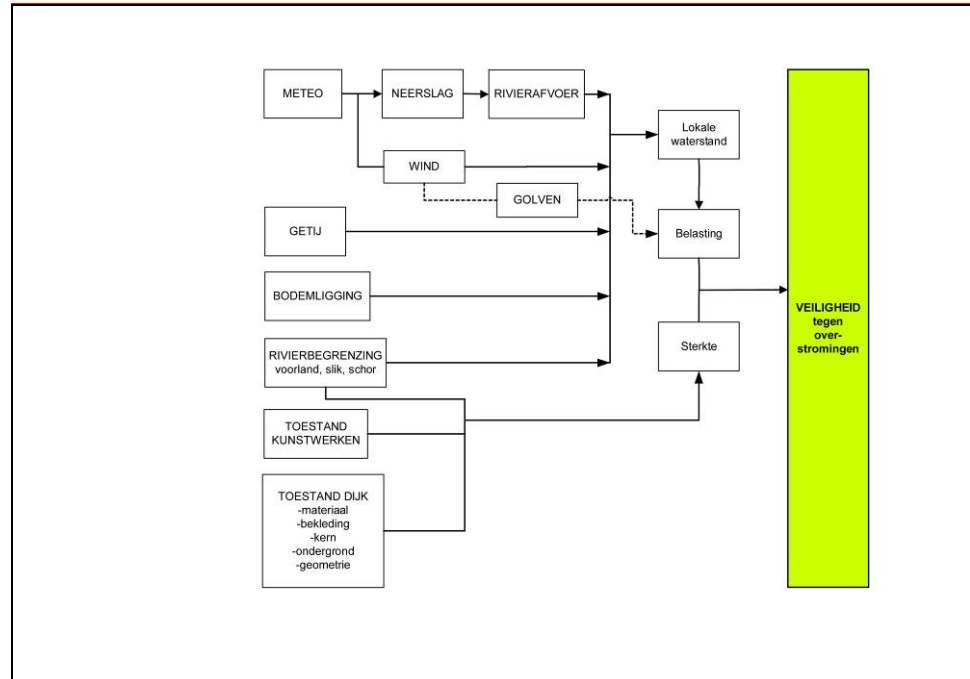 METEO
NEERSLAG
RIVIERAFVOER
Lokale
waterstand
WIND
GOLVEN
GETIJ
Belasting
BODEMLIGGING
VEILIGHEID
tegen
over-
stromingen
RIVIERBEGRENZING
voorland, slik, schor
Sterkte
TOESTAND
KUNSTWERKEN
TOESTAND DIJK
-materiaal
-bekleding
-kern
-ondergrond
-geometrie